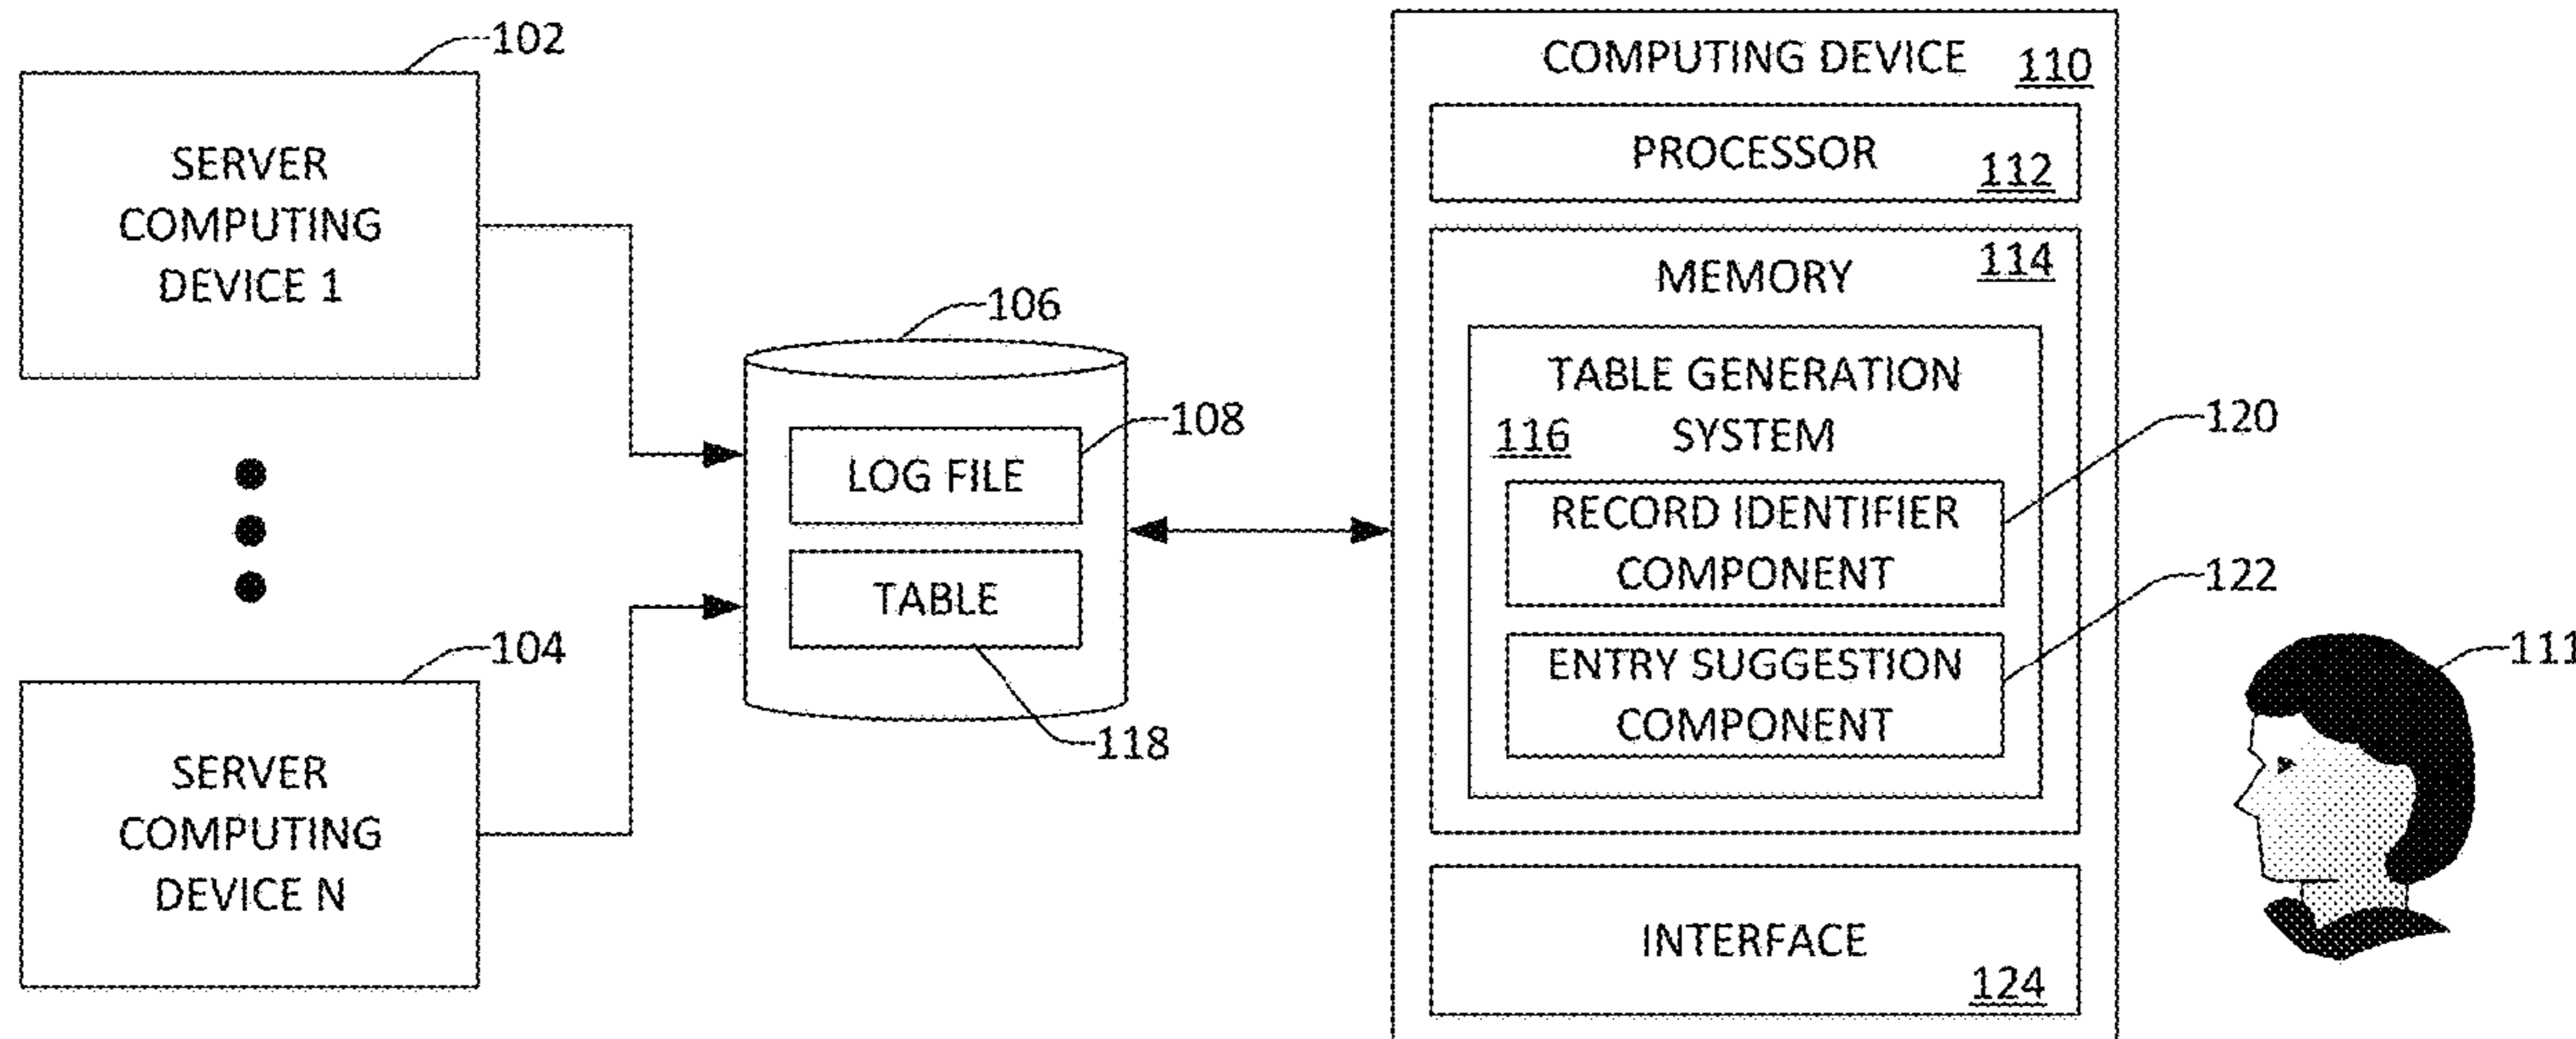 102
SERVER
COMPUTING
DEVICE 1
104
SERVER
COMPUTING
DEVICE N
106
108
LOG FILE
TABLE
118
COMPUTING DEVICE
110
PROCESSOR
112
MEMORY
114
TABLE GENERATION
SYSTEM
116
RECORD IDENTIFIER
COMPONENT
120
ENTRY SUGGESTION
COMPONENT
122
INTERFACE
124
111